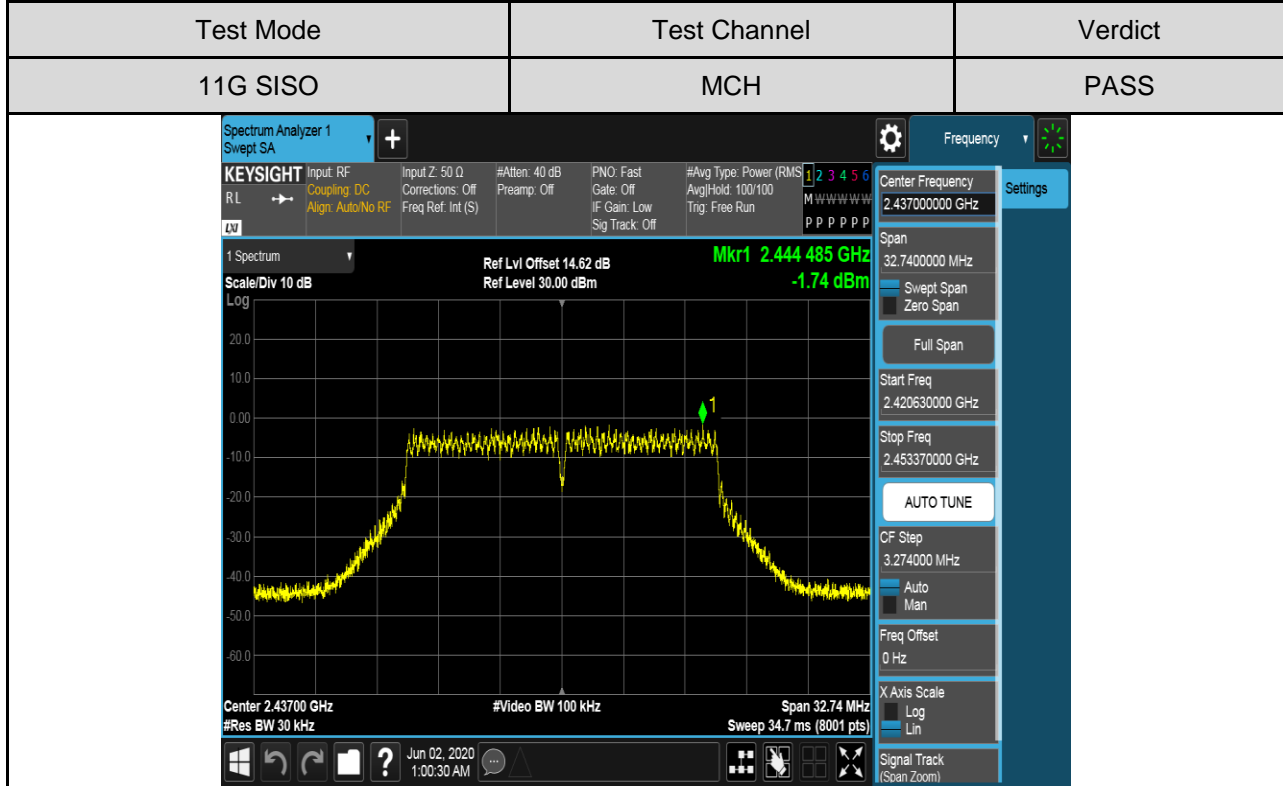 Test Mode Test Channel Verdict
11G SISO MCH PASS
Spectrum Analyzer 1
Swept SA
+
Frequency
KEYSIGHT
RL
LXI
Input: RF
Coupling: DC
Align: Auto/No RF
Input Z: 50 Ω
Corrections: Off
Freq Ref: Int (S)
#Atten: 40 dB
Preamp: Off
PNO: Fast
Gate: Off
IF Gain: Low
Sig Track: Off
#Avg Type: Power (RMS
Avg|Hold: 100/100
Trig: Free Run
1 2 3 4 5 6
M W W W W W
P P P P P P
1 Spectrum
Scale/Div 10 dB
Log
Ref Lvl Offset 14.62 dB
Ref Level 30.00 dBm
Mkr1 2.444 485 GHz
-1.74 dBm
20.0
10.0
0.00
-10.0
-20.0
-30.0
-40.0
-50.0
-60.0
1
Center 2.43700 GHz
#Res BW 30 kHz
#Video BW 100 kHz
Span 32.74 MHz
Sweep 34.7 ms (8001 pts)
?
Jun 02, 2020
1:00:30 AM
Center Frequency
2.437000000 GHz
Settings
Span
32.7400000 MHz
Swept Span
Zero Span
Full Span
Start Freq
2.420630000 GHz
Stop Freq
2.453370000 GHz
AUTO TUNE
CF Step
3.274000 MHz
Auto
Man
Freq Offset
0 Hz
X Axis Scale
Log
Lin
Signal Track
(Span Zoom)